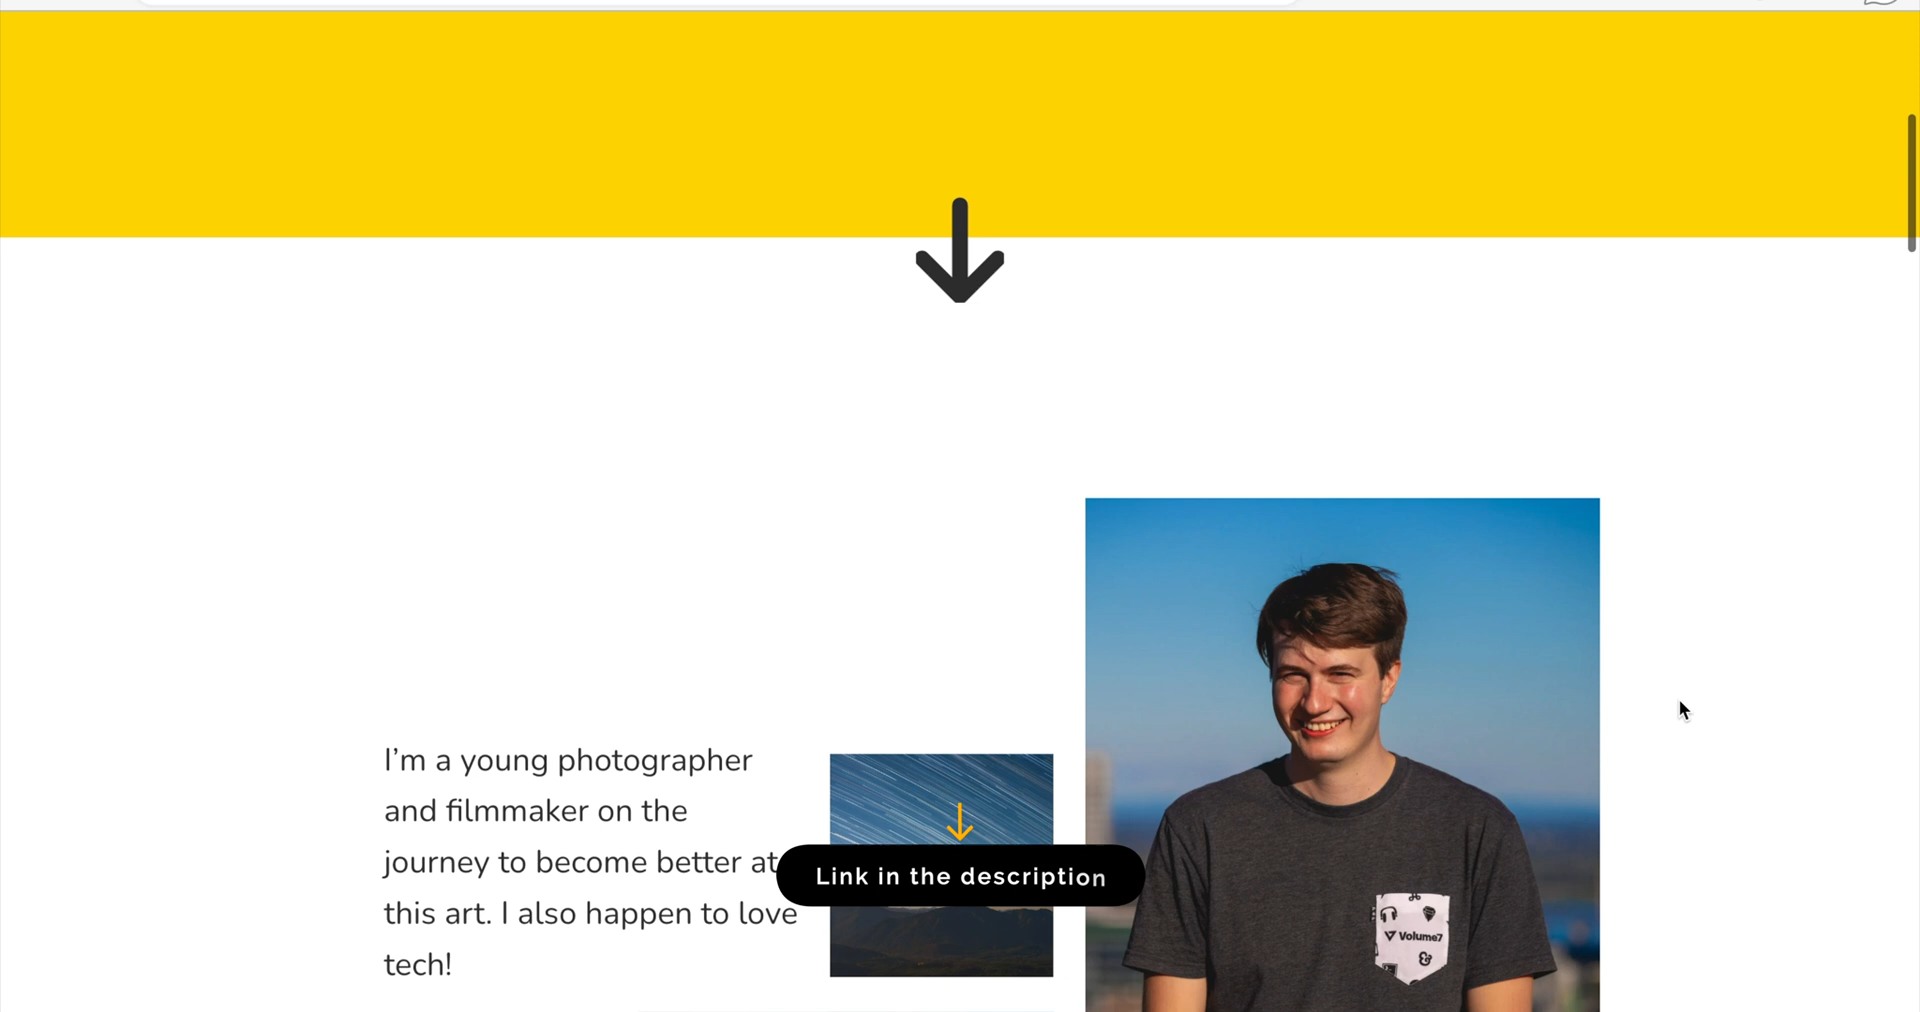 I’m a young photographer
and filmmaker on the
journey to become better at
this art. I also happen to love
tech!
Link in the description
Volume7
&